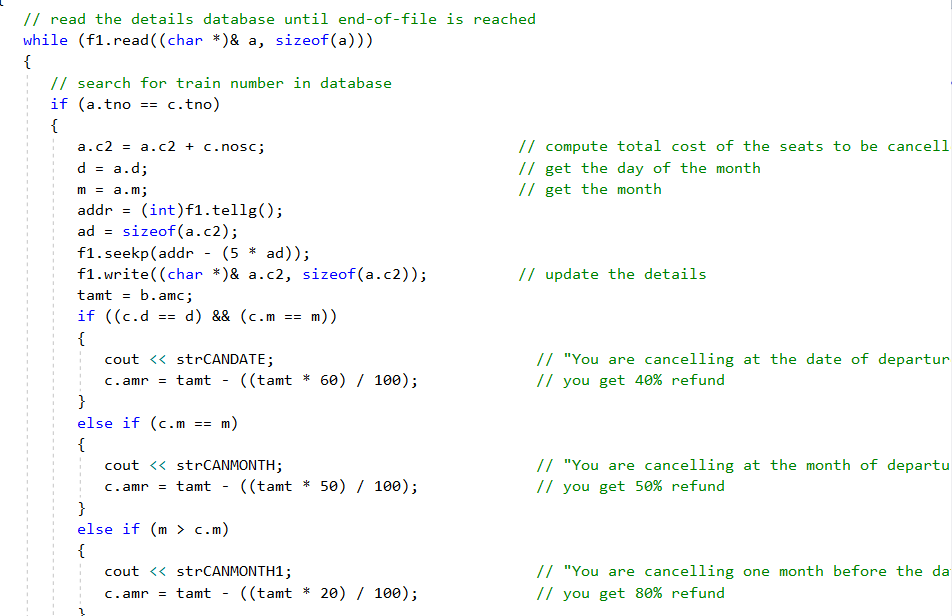 // read the details database until end-of-file is reached
while (f1.read((char *)& a, sizeof(a)))
{
// search for train number in database
if (a.tno == c.tno)
{
a.c2 = a.c2 + c.nosc; // compute total cost of the seats to be cancell
d = a.d; // get the day of the month
m = a.m; // get the month
addr = (int)f1.tellg();
ad = sizeof(a.c2);
f1.seekp(addr - (5 * ad));
f1.write((char *)& a.c2, sizeof(a.c2)); // update the details
tamt = b.amc;
if ((c.d == d) && (c.m == m))
{
cout << strCANDATE; // "You are cancelling at the date of departur
c.amr = tamt - ((tamt * 60) / 100); // you get 40% refund
}
else if (c.m == m)
{
cout << strCANMONTH; // "You are cancelling at the month of departu
c.amr = tamt - ((tamt * 50) / 100); // you get 50% refund
}
else if (m > c.m)
{
cout << strCANMONTH1; // "You are cancelling one month before the da
c.amr = tamt - ((tamt * 20) / 100); // you get 80% refund
}